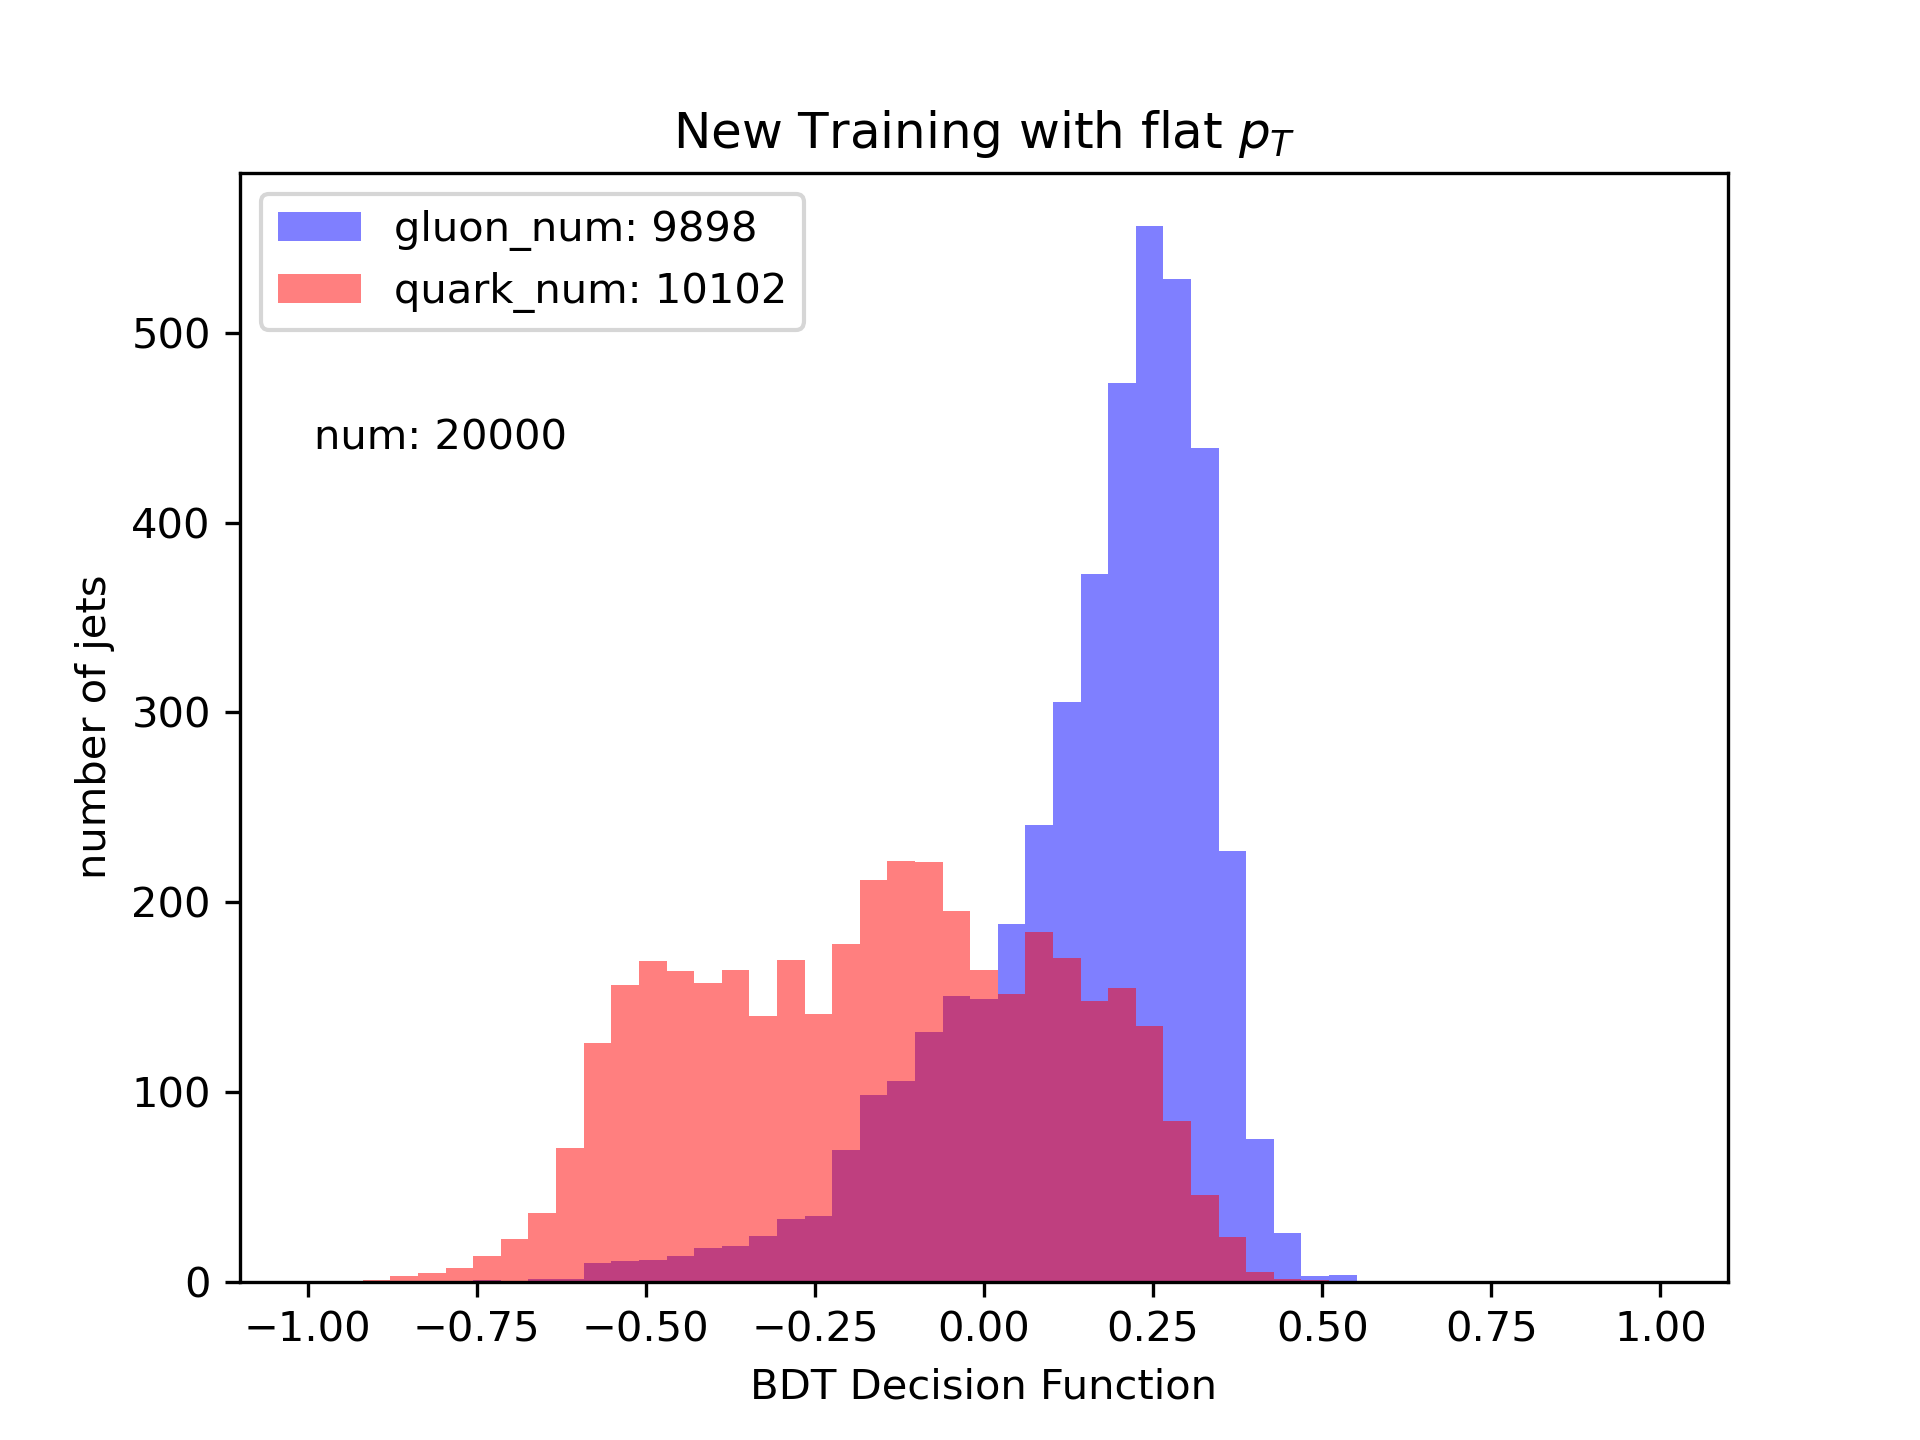 New Training with flat p_T
gluon_num: 9898
quark_num: 10102
num: 20000
number of jets
500
400
300
200
100
0
−1.00 −0.75 −0.50 −0.25 0.00 0.25 0.50 0.75 1.00
BDT Decision Function